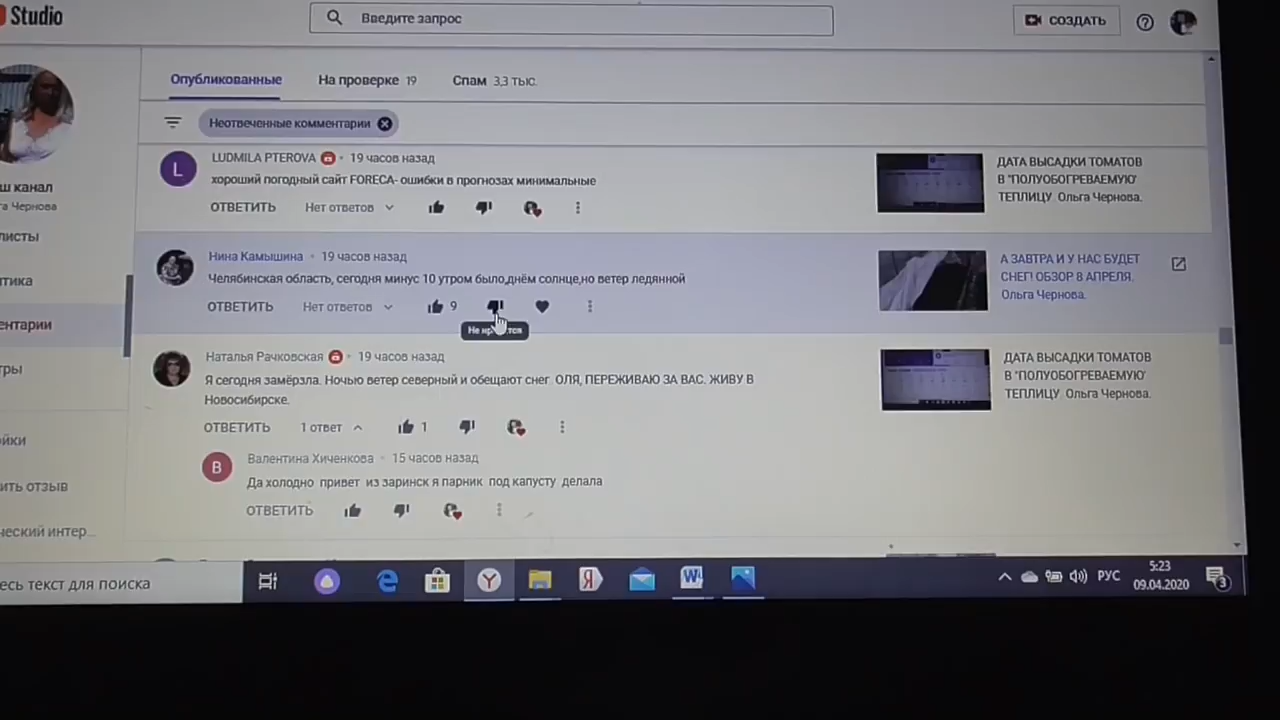 Studio
Введите запрос
СОЗДАТЬ
Опубликованные
На проверке 19
Спам 3,3 тыс.
Неотвеченные комментарии
ш канал
га Чернова
листы
тика
ентарии
тры
ойки
ить отзыв
ческий интер...
L
LUDMILA PTEROVA • 19 часов назад
хороший погодный сайт FORECA- ошибки в прогнозах минимальные
ОТВЕТИТЬ Нет ответов
ДАТА ВЫСАДКИ ТОМАТОВ
В "ПОЛУОБОГРЕВАЕМУЮ"
ТЕПЛИЦУ Ольга Чернова.
Нина Камышина • 19 часов назад
Челябинская область, сегодня минус 10 утром было,днём солнце,но ветер ледянной
ОТВЕТИТЬ Нет ответов 9
А ЗАВТРА И У НАС БУДЕТ
СНЕГ! ОБЗОР 8 АПРЕЛЯ.
Ольга Чернова.
Наталья Рачковская • 19 часов назад
Я сегодня замёрзла. Ночью ветер северный и обещают снег. ОЛЯ, ПЕРЕЖИВАЮ ЗА ВАС. ЖИВУ В
Новосибирске.
ОТВЕТИТЬ 1 ответ 1
ДАТА ВЫСАДКИ ТОМАТОВ
В "ПОЛУОБОГРЕВАЕМУЮ"
ТЕПЛИЦУ Ольга Чернова.
В
Валентина Хиченкова • 15 часов назад
Да холодно привет из заринск я парник под капусту делала
ОТВЕТИТЬ
есь текст для поиска
РУС
5:23
09.04.2020
3